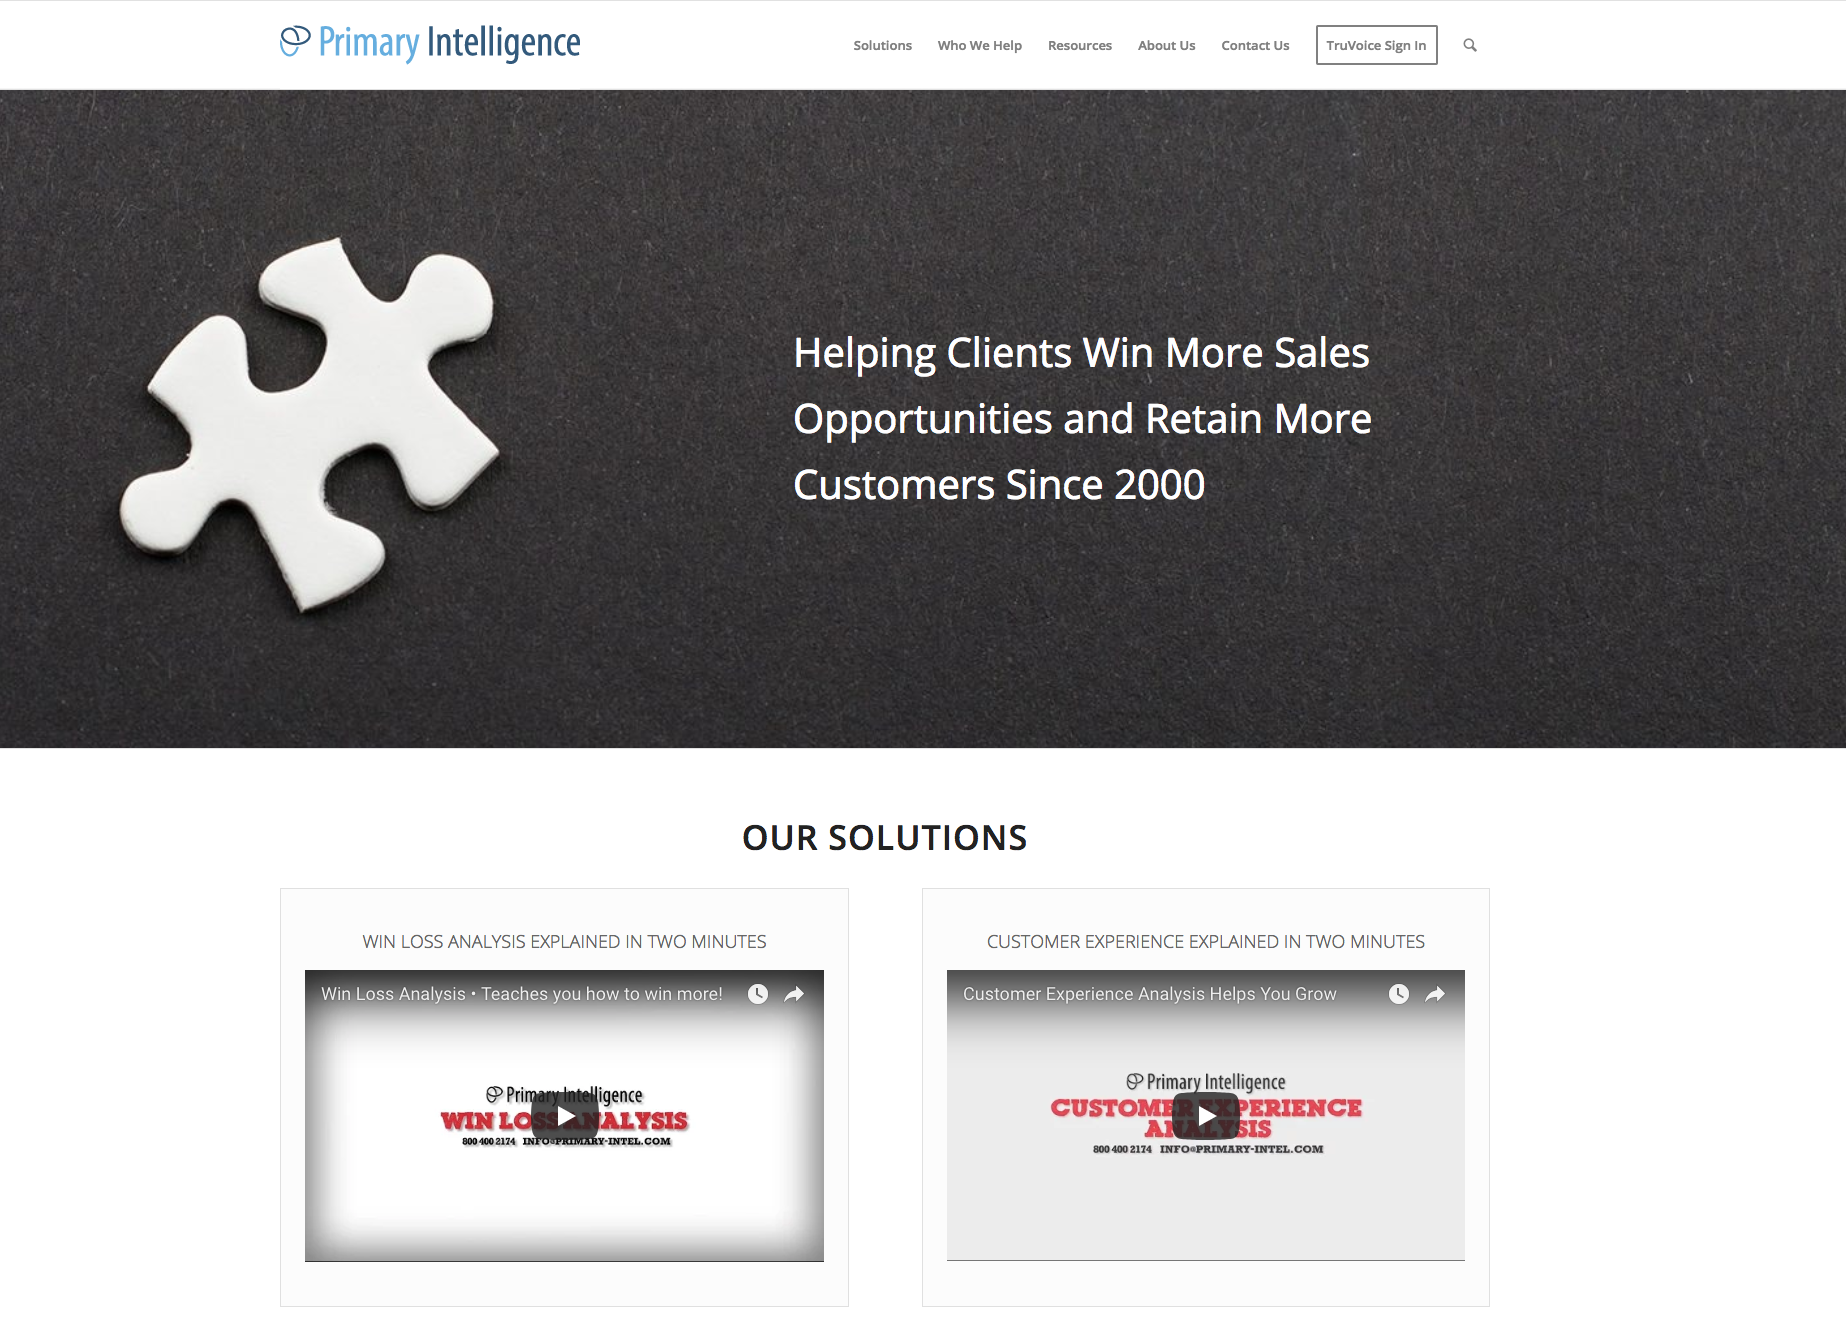 Primary Intelligence
Solutions Who We Help Resources About Us Contact Us TruVoice Sign In
Helping Clients Win More Sales
Opportunities and Retain More
Customers Since 2000
OUR SOLUTIONS
WIN LOSS ANALYSIS EXPLAINED IN TWO MINUTES
Win Loss Analysis • Teaches you how to win more!
Primary Intelligence
WIN LOSS ANALYSIS
800 400 2174 INFO@PRIMARY-INTEL.COM
CUSTOMER EXPERIENCE EXPLAINED IN TWO MINUTES
Customer Experience Analysis Helps You Grow
Primary Intelligence
CUSTOMER EXPERIENCE
ANALYSIS
800 400 2174 INFO@PRIMARY-INTEL.COM